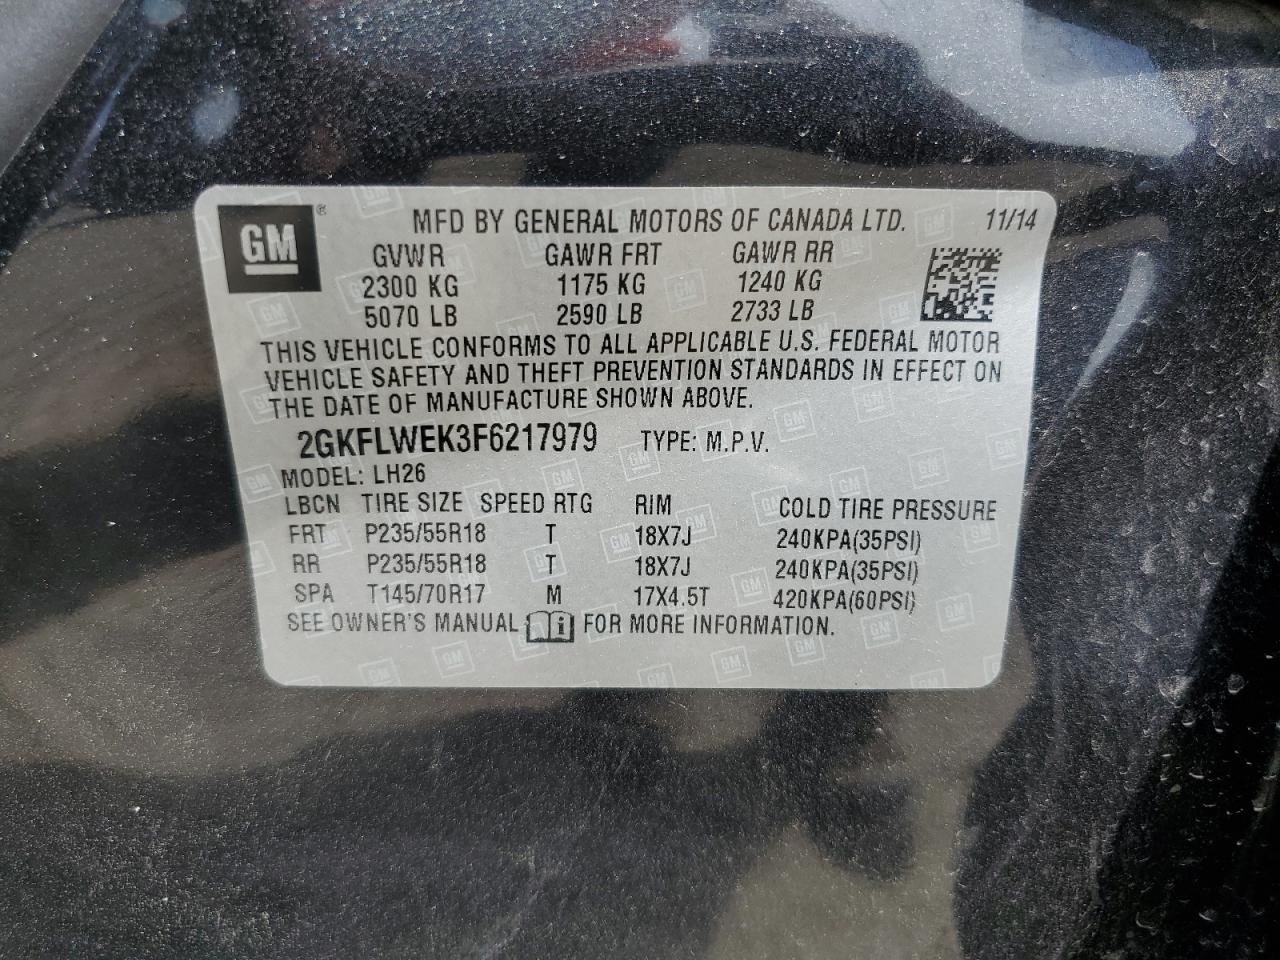 GM ® MFD BY GENERAL MOTORS OF CANADA LTD. 11/14
GVWR GAWR FRT GAWR RR
2300 KG 1175 KG 1240 KG
5070 LB 2590 LB 2733 LB
THIS VEHICLE CONFORMS TO ALL APPLICABLE U.S. FEDERAL MOTOR
VEHICLE SAFETY AND THEFT PREVENTION STANDARDS IN EFFECT ON
THE DATE OF MANUFACTURE SHOWN ABOVE.
2GKFLWEK3F6217979 TYPE: M.P.V.
MODEL: LH26
LBCN TIRE SIZE SPEED RTG RIM COLD TIRE PRESSURE
FRT P235/55R18 T 18X7J 240KPA(35PSI)
RR P235/55R18 T 18X7J 240KPA(35PSI)
SPA T145/70R17 M 17X4.5T 420KPA(60PSI)
SEE OWNER'S MANUAL FOR MORE INFORMATION.